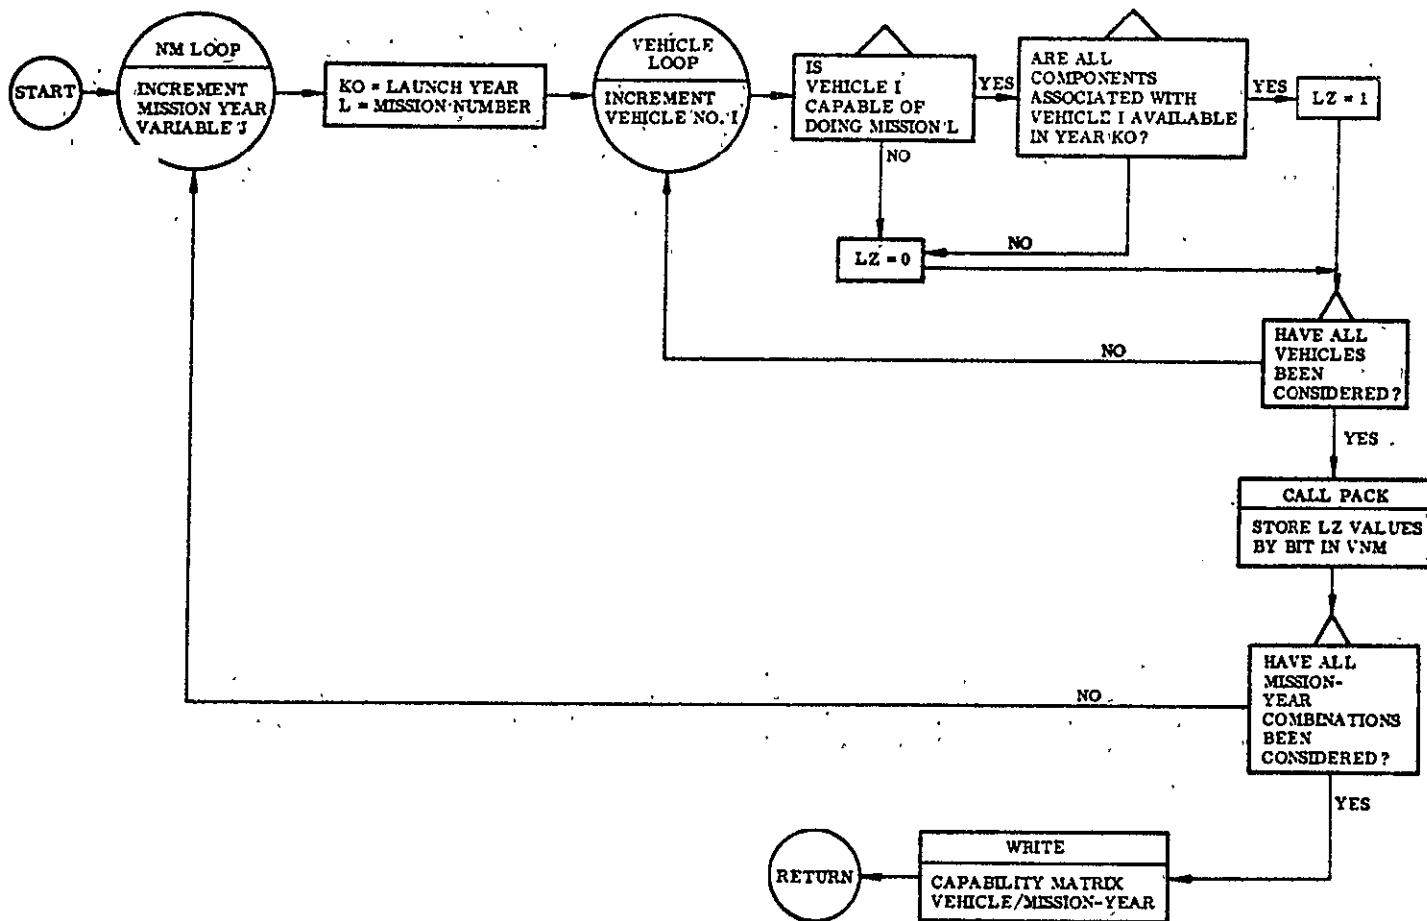 START
NM LOOP
INCREMENT
MISSION YEAR
VARIABLE J
KO = LAUNCH YEAR
L = MISSION NUMBER
VEHICLE
LOOP
INCREMENT
VEHICLE NO. I
IS
VEHICLE I
CAPABLE OF
DOING MISSION L
YES
NO
ARE ALL
COMPONENTS
ASSOCIATED WITH
VEHICLE I AVAILABLE
IN YEAR KO?
YES
LZ = 1
NO
LZ = 0
HAVE ALL
VEHICLES
BEEN
CONSIDERED?
NO
YES
CALL PACK
STORE LZ VALUES
BY BIT IN VNM
HAVE ALL
MISSION-
YEAR
COMBINATIONS
BEEN
CONSIDERED?
NO
YES
WRITE
CAPABILITY MATRIX
VEHICLE/MISSION-YEAR
RETURN